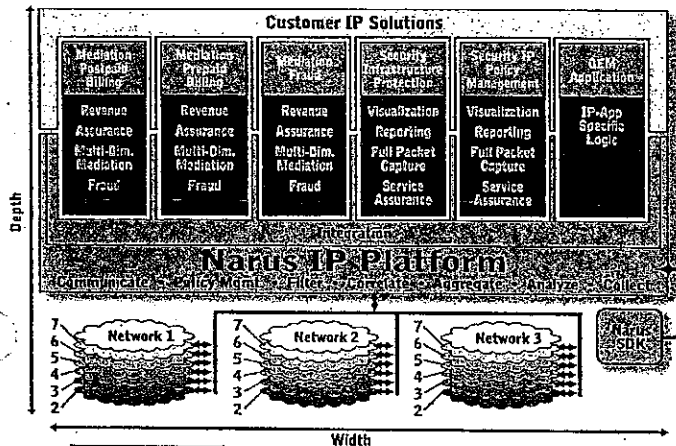 Customer IP Solutions
Mediation
Postpaid
Billing
Revenue
Assurance
Multi-Dim.
Mediation
Fraud
Mediation
Prepaid
Billing
Revenue
Assurance
Multi-Dim.
Mediation
Fraud
Mediation
Fraud
Revenue
Assurance
Multi-Dim.
Mediation
Fraud
Security
Infrastructure
Protection
Visualization
Reporting
Full Packet
Capture
Service
Assurance
Security IP
Policy
Management
Visualization
Reporting
Full Packet
Capture
Service
Assurance
OEM
Application
IP-App
Specific
Logic
Integration
Narus IP Platform
Communicate Policy Mgmt Filter Correlate Aggregate Analyze Collect
Depth
7
6
5
4
3
2
Network 1
7
6
5
4
3
2
Network 2
7
6
5
4
3
2
Network 3
Narus
SDK
Width